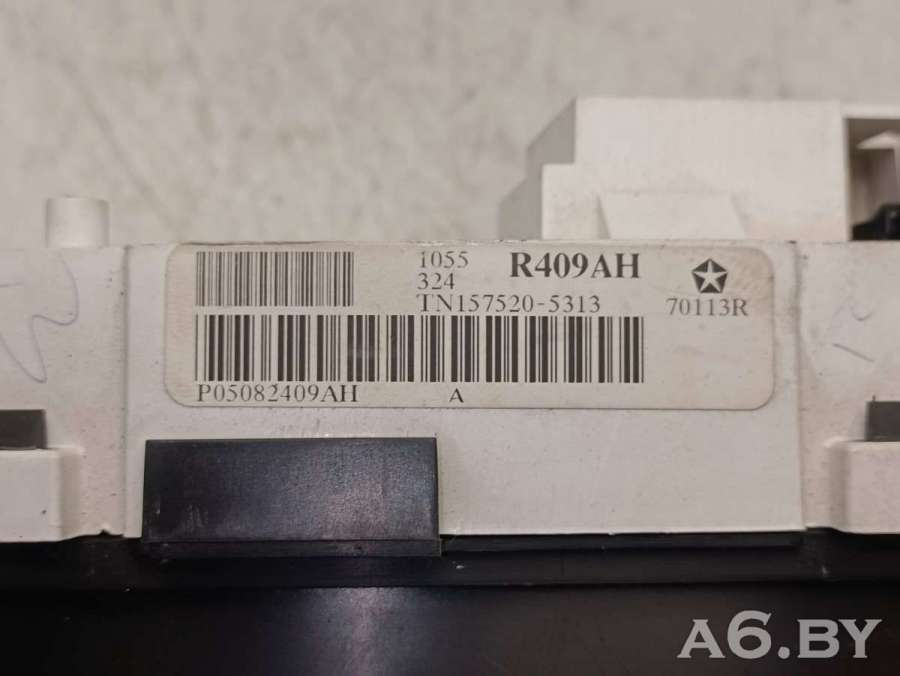 1055
324
R409AH
TN157520-5313
70113R
P05082409AH A
A6.BY